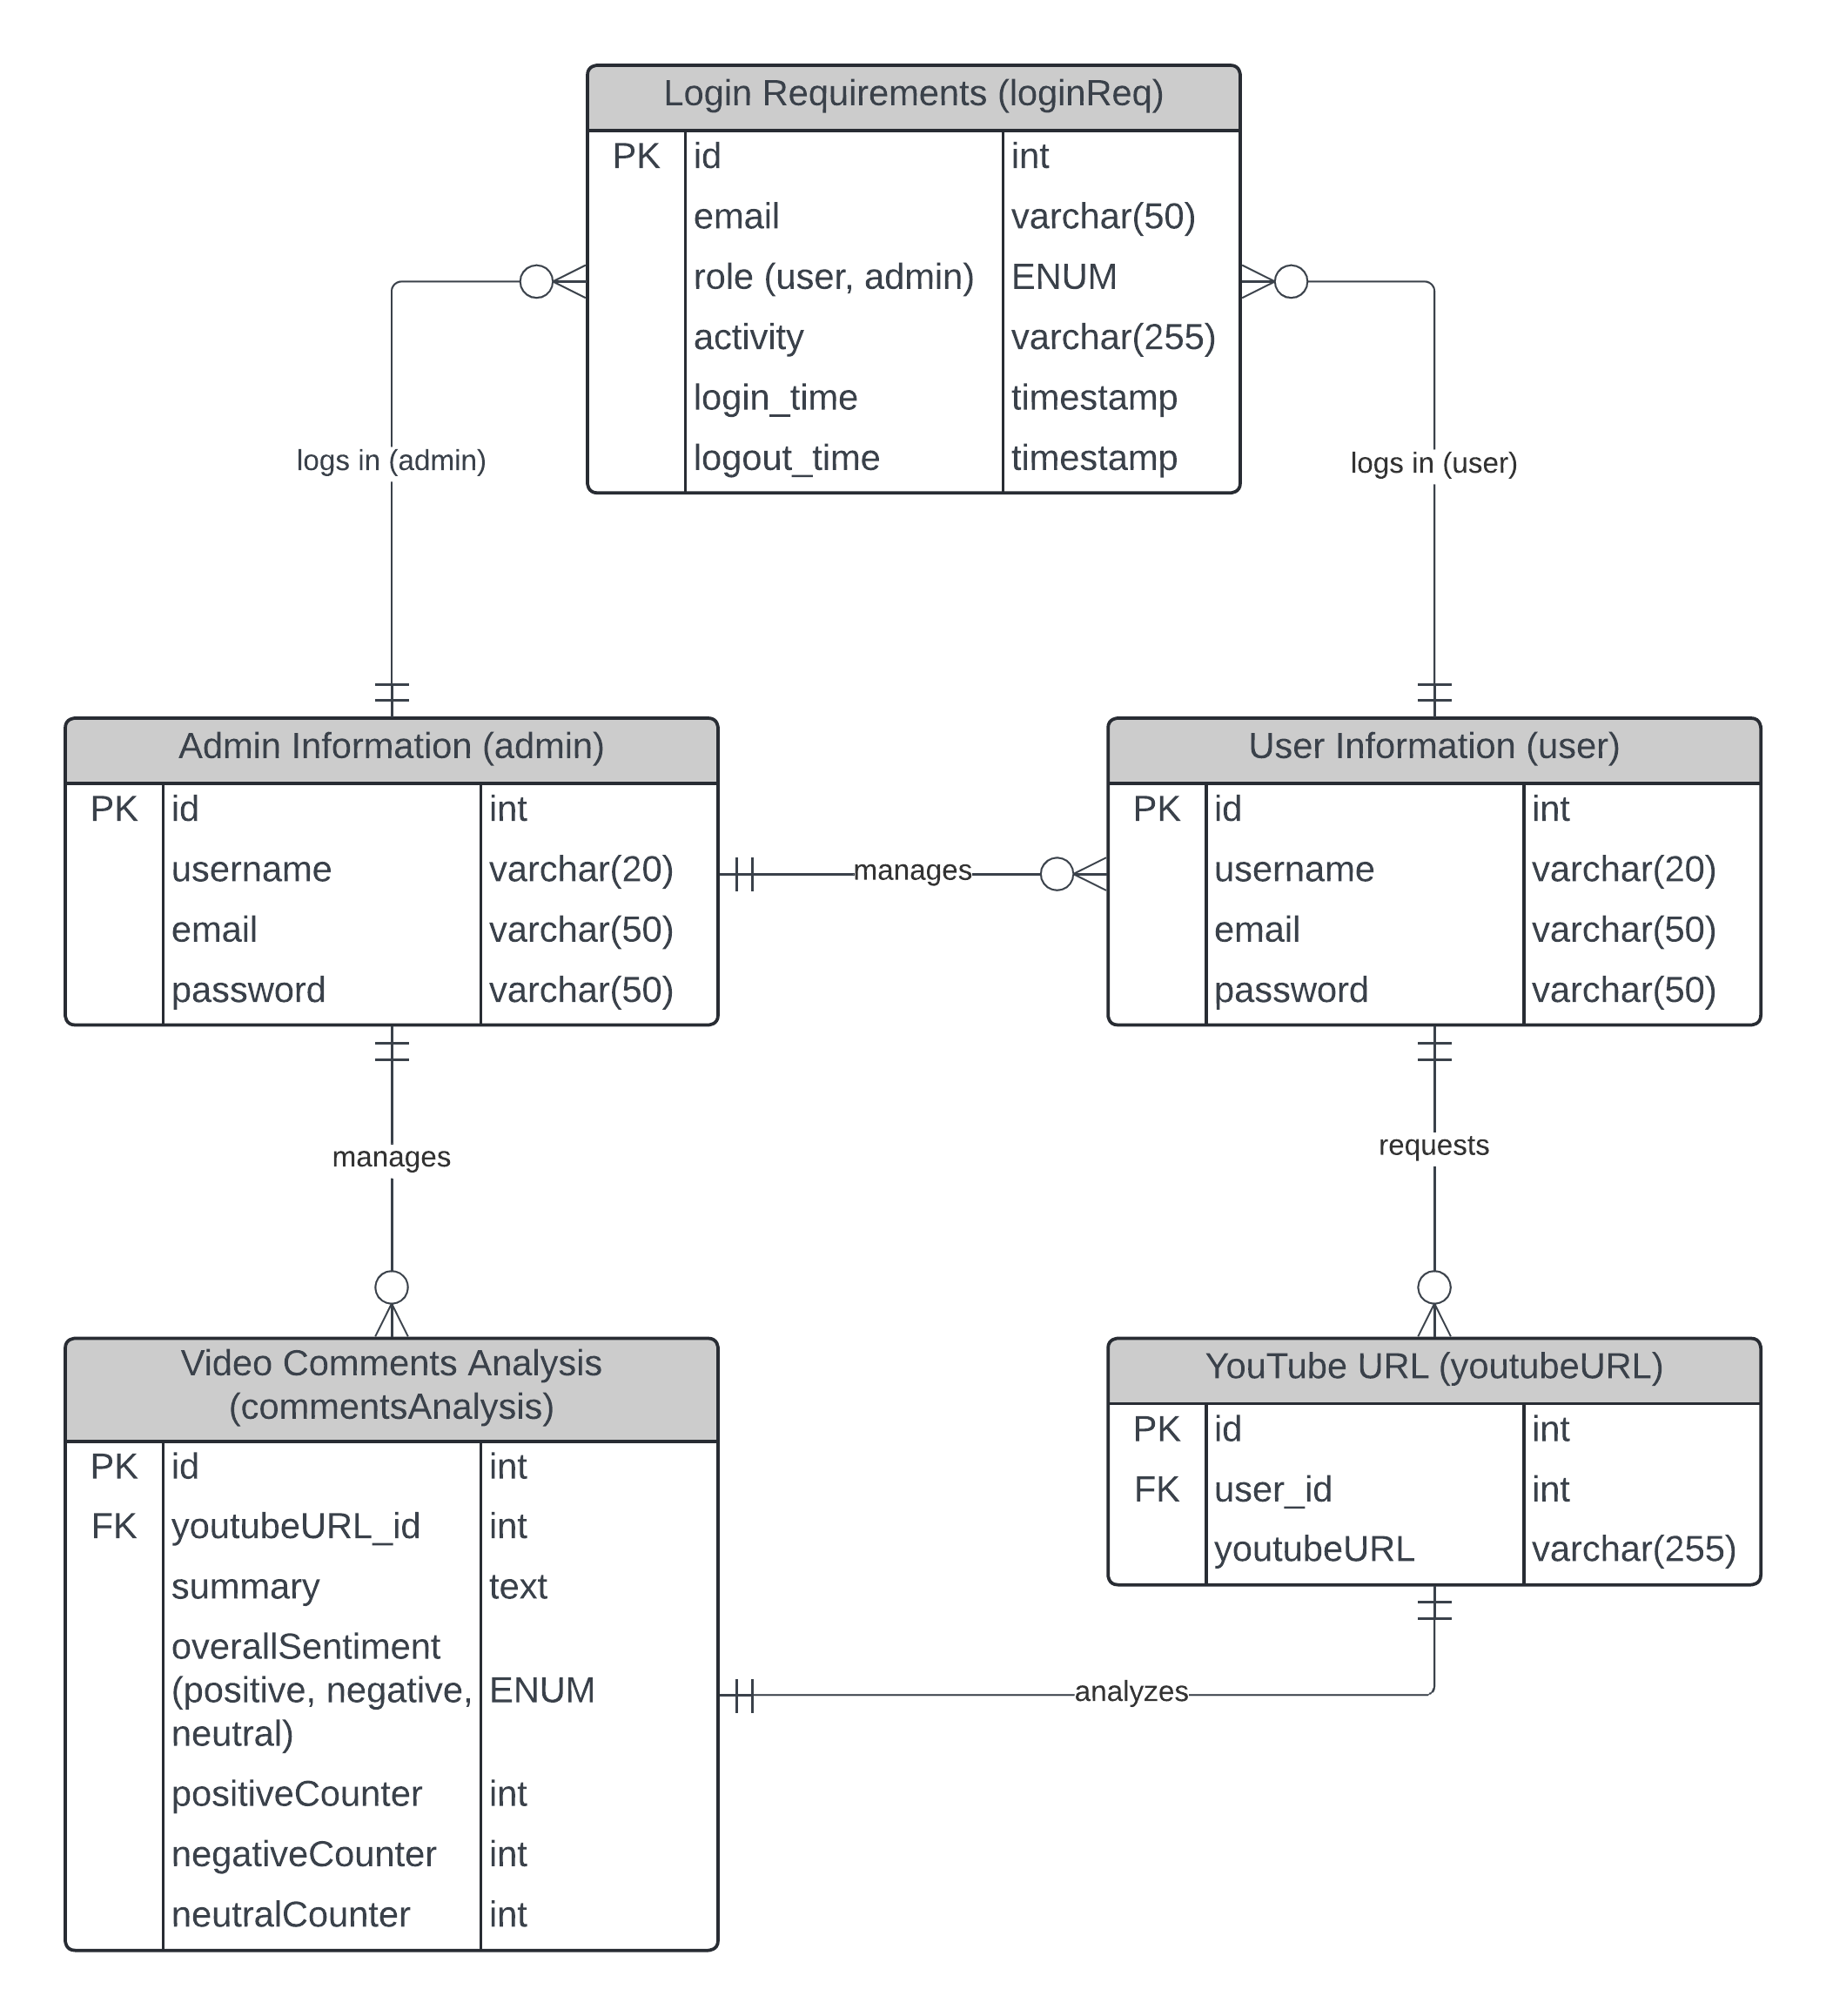 Login Requirements (loginReq)
PK id int
email varchar(50)
role (user, admin) ENUM
activity varchar(255)
login_time timestamp
logout_time timestamp
logs in (admin)
logs in (user)
Admin Information (admin)
PK id int
username varchar(20)
email varchar(50)
password varchar(50)
manages
User Information (user)
PK id int
username varchar(20)
email varchar(50)
password varchar(50)
manages
requests
Video Comments Analysis
(commentsAnalysis)
PK id int
FK youtubeURL_id int
summary text
overallSentiment
(positive, negative, ENUM
neutral)
positiveCounter int
negativeCounter int
neutralCounter int
YouTube URL (youtubeURL)
PK id int
FK user_id int
youtubeURL varchar(255)
analyzes